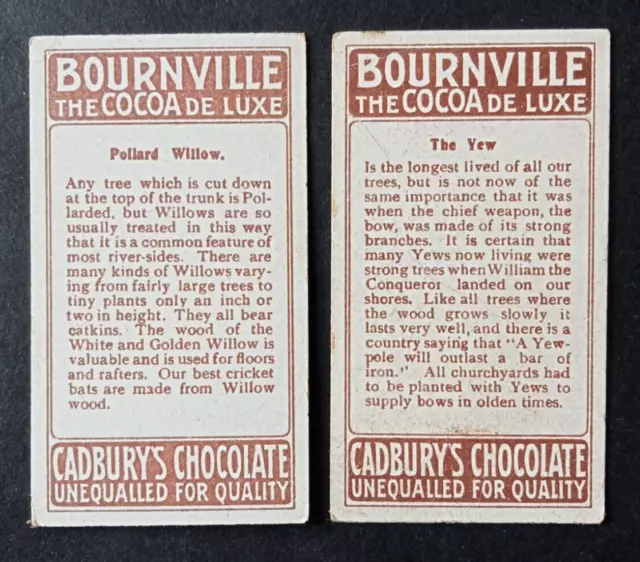 BOURNVILLE
THE COCOA DE LUXE
Pollard Willow.
Any tree which is cut down
at the top of the trunk is Pol-
larded, but Willows are so
usually treated in this way
that it is a common feature of
most river-sides. There are
many kinds of Willows vary-
ing from fairly large trees to
tiny plants only an inch or
two in height. They all bear
catkins. The wood of the
White and Golden Willow is
valuable and is used for floors
and rafters. Our best cricket
bats are made from Willow
wood.
CADBURY'S CHOCOLATE
UNEQUALLED FOR QUALITY
BOURNVILLE
THE COCOA DE LUXE
The Yew
Is the longest lived of all our
trees, but is not now of the
same importance that it was
when the chief weapon, the
bow, was made of its strong
branches. It is certain that
many Yews now living were
strong trees when William the
Conqueror landed on our
shores. Like all trees where
the wood grows slowly it
lasts very well, and there is a
country saying that "A Yew-
pole will outlast a bar of
iron." All churchyards had
to be planted with Yews to
supply bows in olden times.
CADBURY'S CHOCOLATE
UNEQUALLED FOR QUALITY